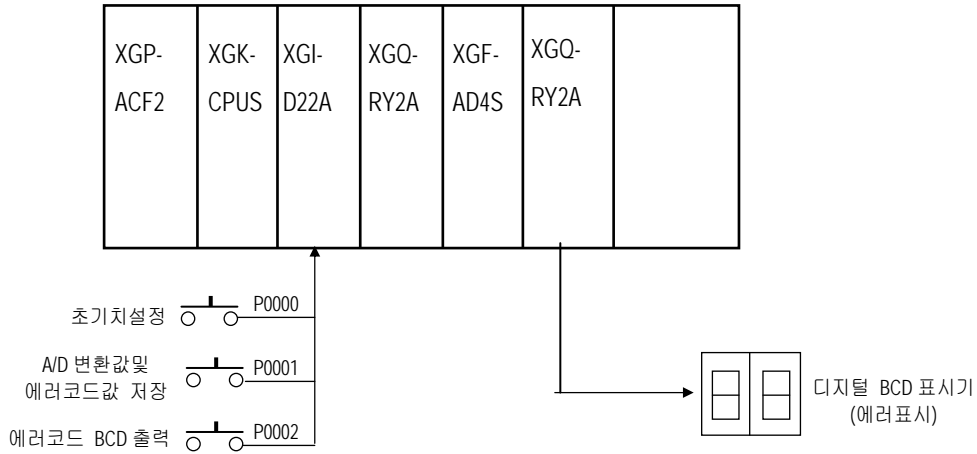 XGP-
ACF2
XGK-
CPUS
XGI-
D22A
XGQ-
RY2A
XGF-
AD4S
XGQ-
RY2A
초기치설정
P0000
A/D 변환값및
에러코드값 저장
P0001
에러코드 BCD 출력
P0002
디지털 BCD 표시기
(에러표시)